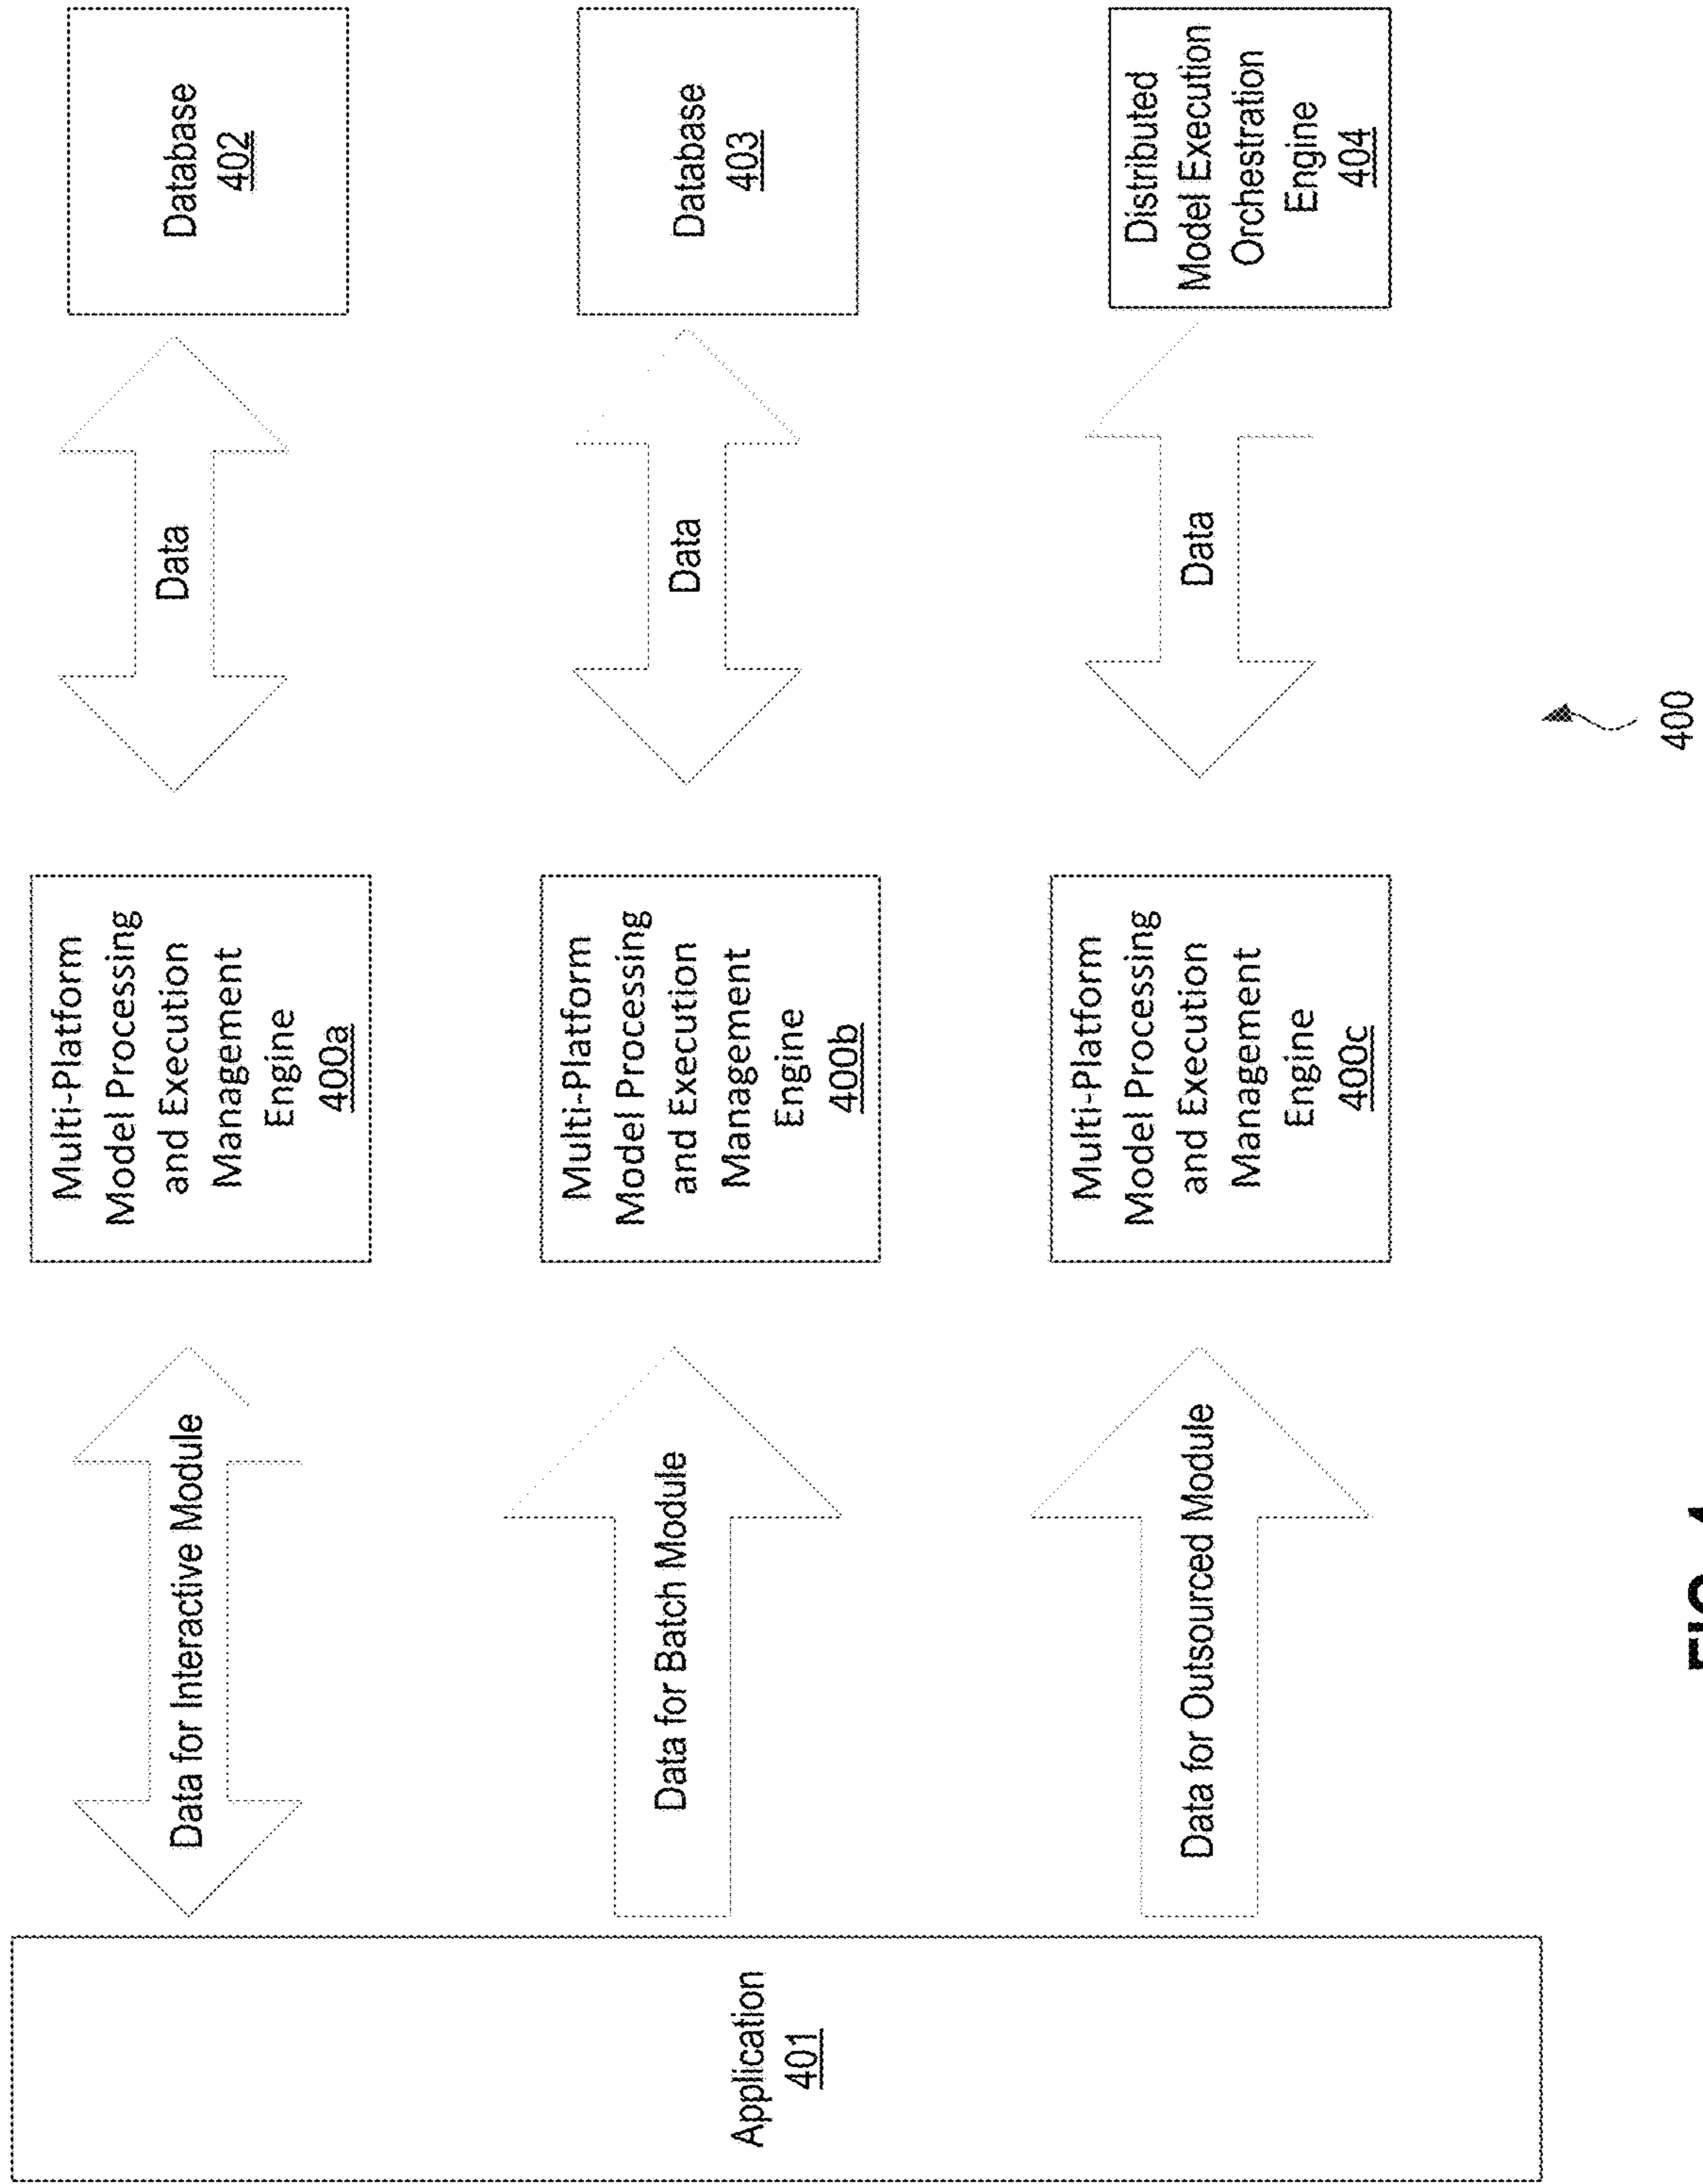 Application
401
Data for Interactive Module
Multi-Platform
Model Processing
and Execution
Management
Engine
400a
Data
Database
402
Data for Batch Module
Multi-Platform
Model Processing
and Execution
Management
Engine
400b
Data
Database
403
Data for Outsourced Module
Multi-Platform
Model Processing
and Execution
Management
Engine
400c
Data
Distributed
Model Execution
Orchestration
Engine
404
400